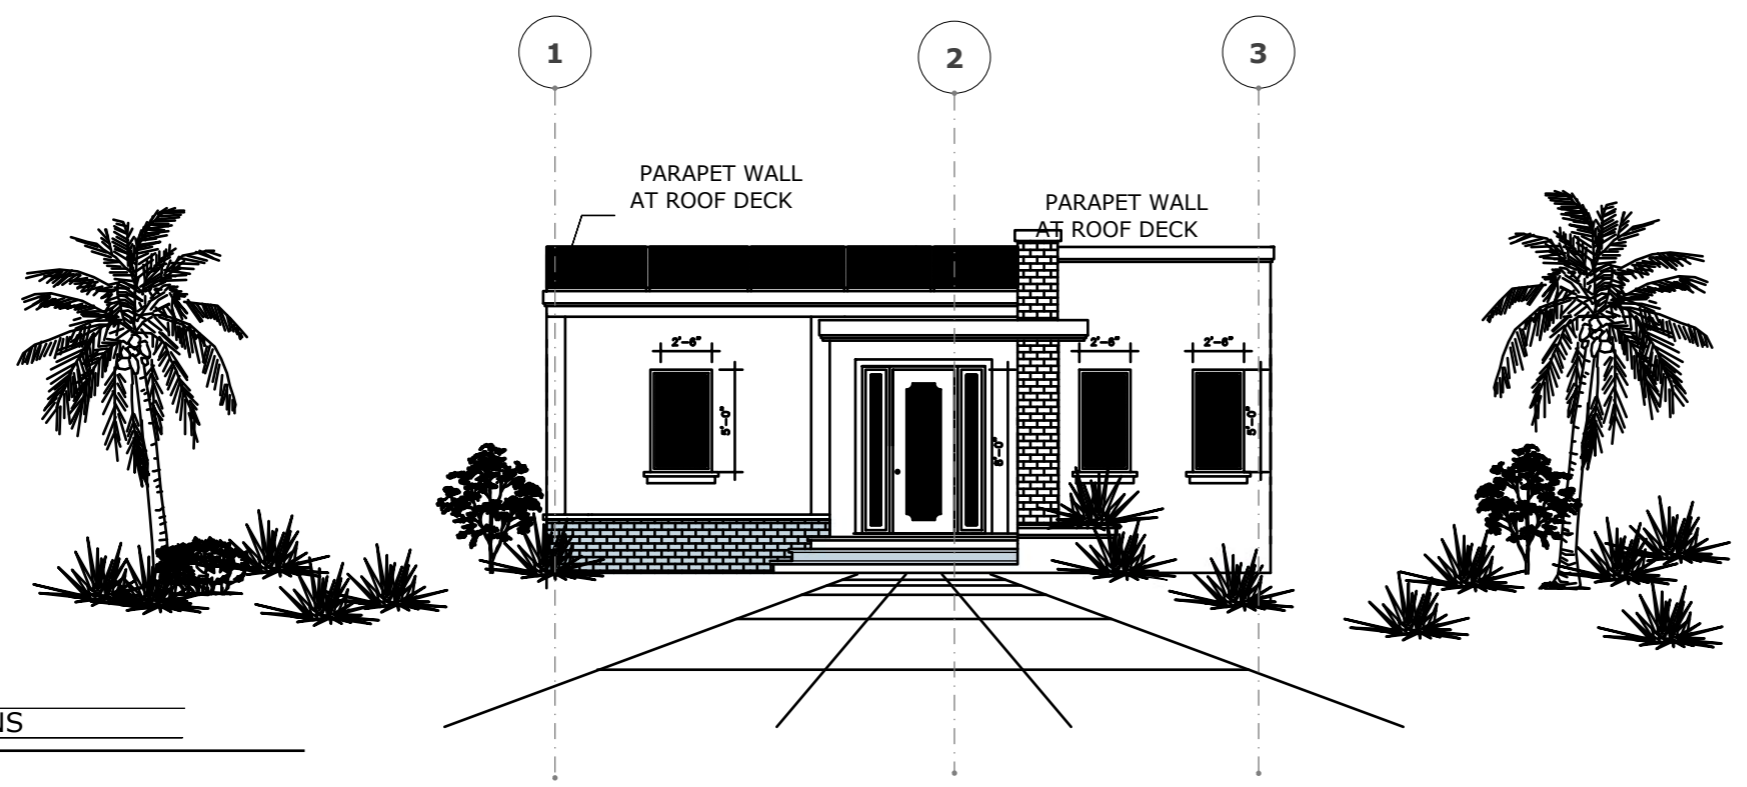 1
2
3
PARAPET WALL
AT ROOF DECK
PARAPET WALL
AT ROOF DECK
2'-6"
2'-6"
2'-6"
5'-0"
5'-0"
NS